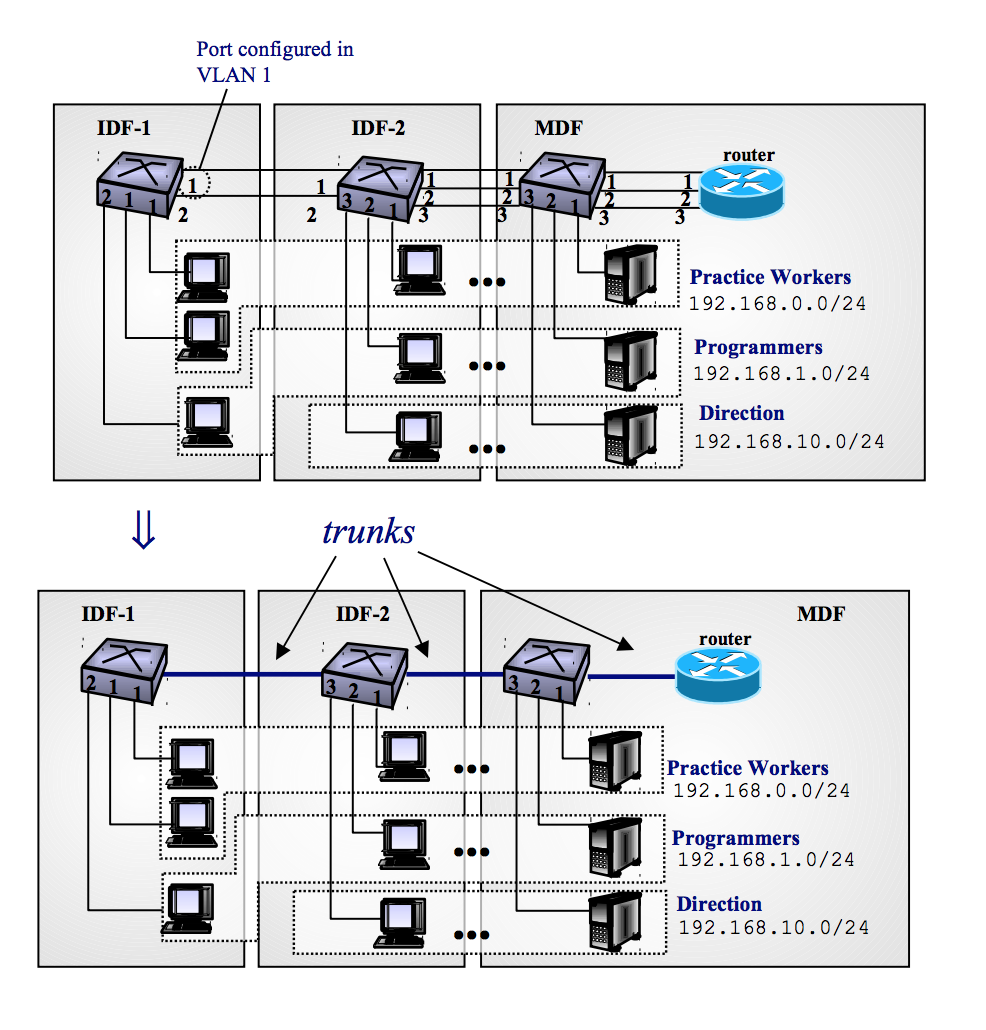 Port configured in
VLAN 1
IDF-1
IDF-2
MDF
router
2 1 1
1
2
1
2
3 2 1
1
2
3
1
2
3
3 2 1
1
2
3
1
2
3
Practice Workers
192.168.0.0/24
Programmers
192.168.1.0/24
Direction
192.168.10.0/24
trunks
IDF-1
IDF-2
MDF
router
2 1 1
3 2 1
3 2 1
Practice Workers
192.168.0.0/24
Programmers
192.168.1.0/24
Direction
192.168.10.0/24